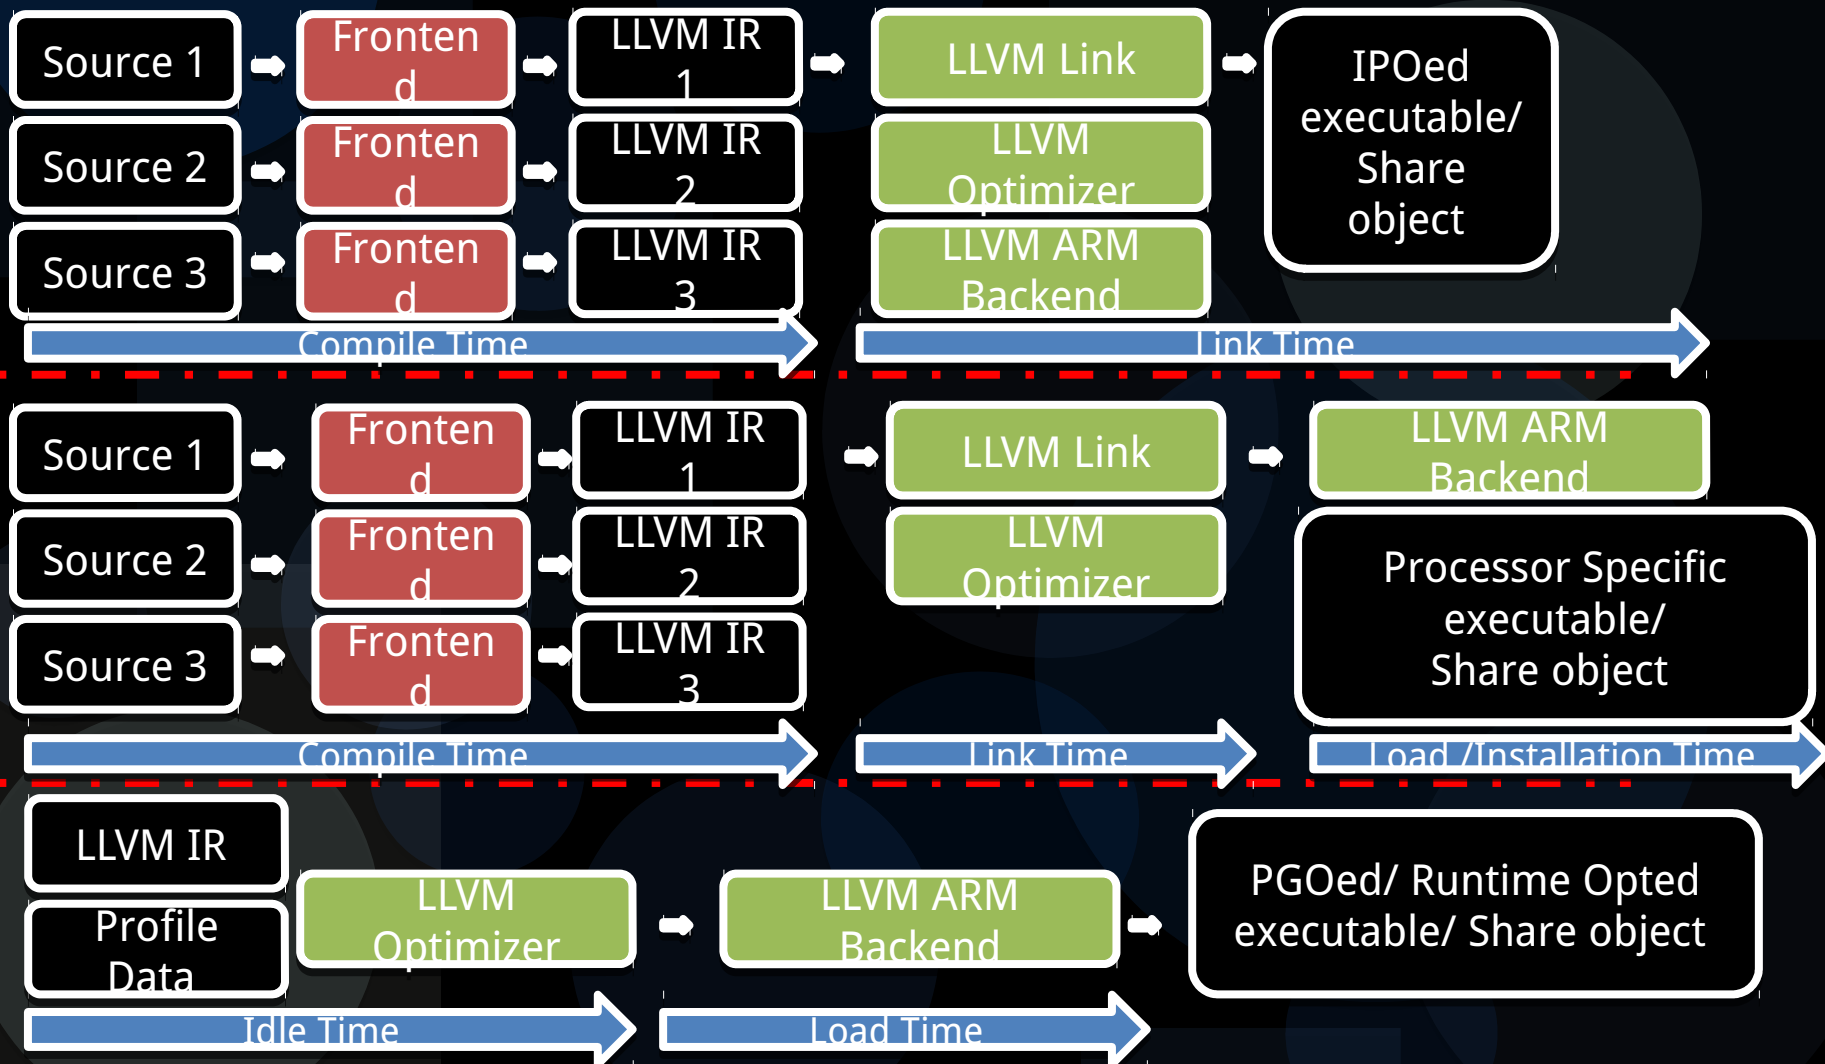 Source 1
Fronten
d
LLVM IR
1
LLVM Link
IPOed
executable/
Share
object
Source 2
Fronten
d
LLVM IR
2
LLVM
Optimizer
Source 3
Fronten
d
LLVM IR
3
LLVM ARM
Backend
Compile Time
Link Time
Source 1
Fronten
d
LLVM IR
1
LLVM Link
LLVM ARM
Backend
Source 2
Fronten
d
LLVM IR
2
LLVM
Optimizer
Processor Specific
executable/
Share object
Source 3
Fronten
d
LLVM IR
3
Compile Time
Link Time
Load /Installation Time
LLVM IR
Profile
Data
LLVM
Optimizer
LLVM ARM
Backend
PGOed/ Runtime Opted
executable/ Share object
Idle Time
Load Time